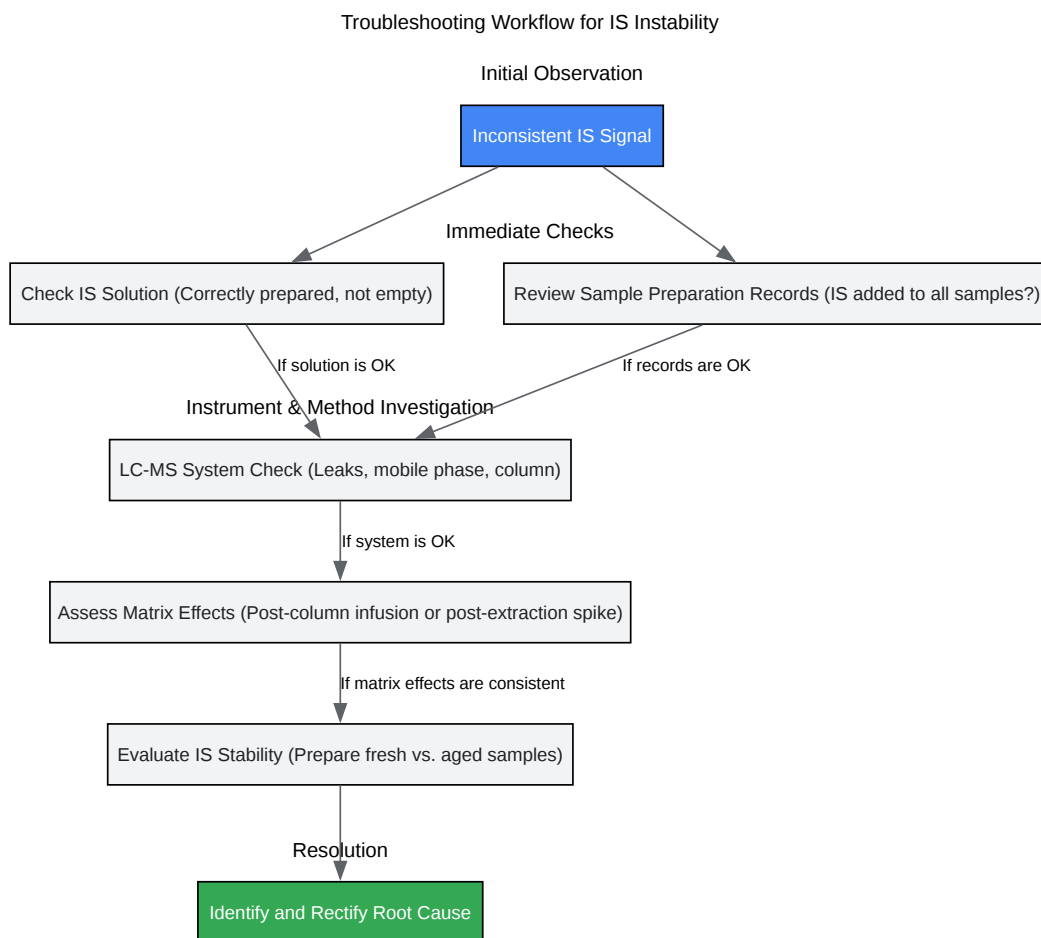 Troubleshooting Workflow for IS Instability
Initial Observation
Inconsistent IS Signal
Immediate Checks
Check IS Solution (Correctly prepared, not empty)
Review Sample Preparation Records (IS added to all samples?)
If solution is OK
If records are OK
Instrument & Method Investigation
LC-MS System Check (Leaks, mobile phase, column)
If system is OK
Assess Matrix Effects (Post-column infusion or post-extraction spike)
If matrix effects are consistent
Evaluate IS Stability (Prepare fresh vs. aged samples)
Resolution
Identify and Rectify Root Cause